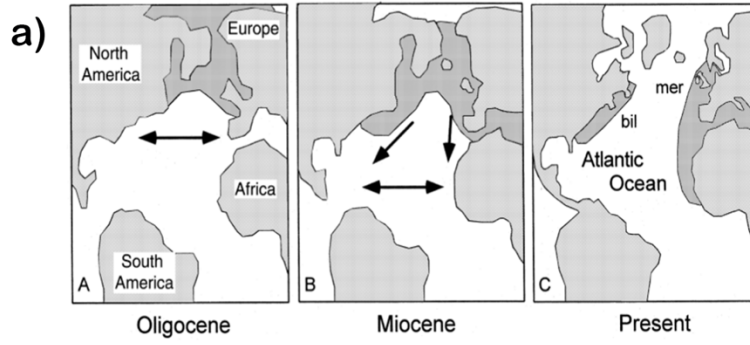 a)
North
America
Europe
Africa
South
America
A
Oligocene
B
Miocene
mer
bil
Atlantic
Ocean
C
Present